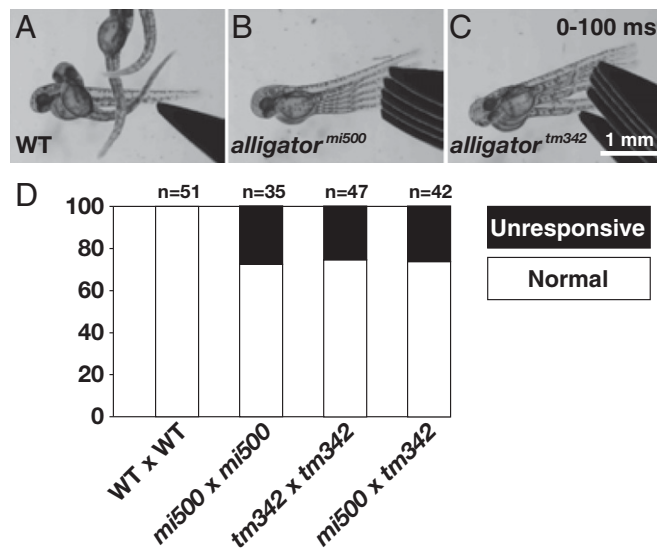 A
WT
B
alligator mi500
C
0-100 ms
alligator tm342
1 mm
D
n=51
n=35
n=47
n=42
100
80
60
40
20
0
WT x WT
mi500 x mi500
tm342 x tm342
mi500 x tm342
Unresponsive
Normal